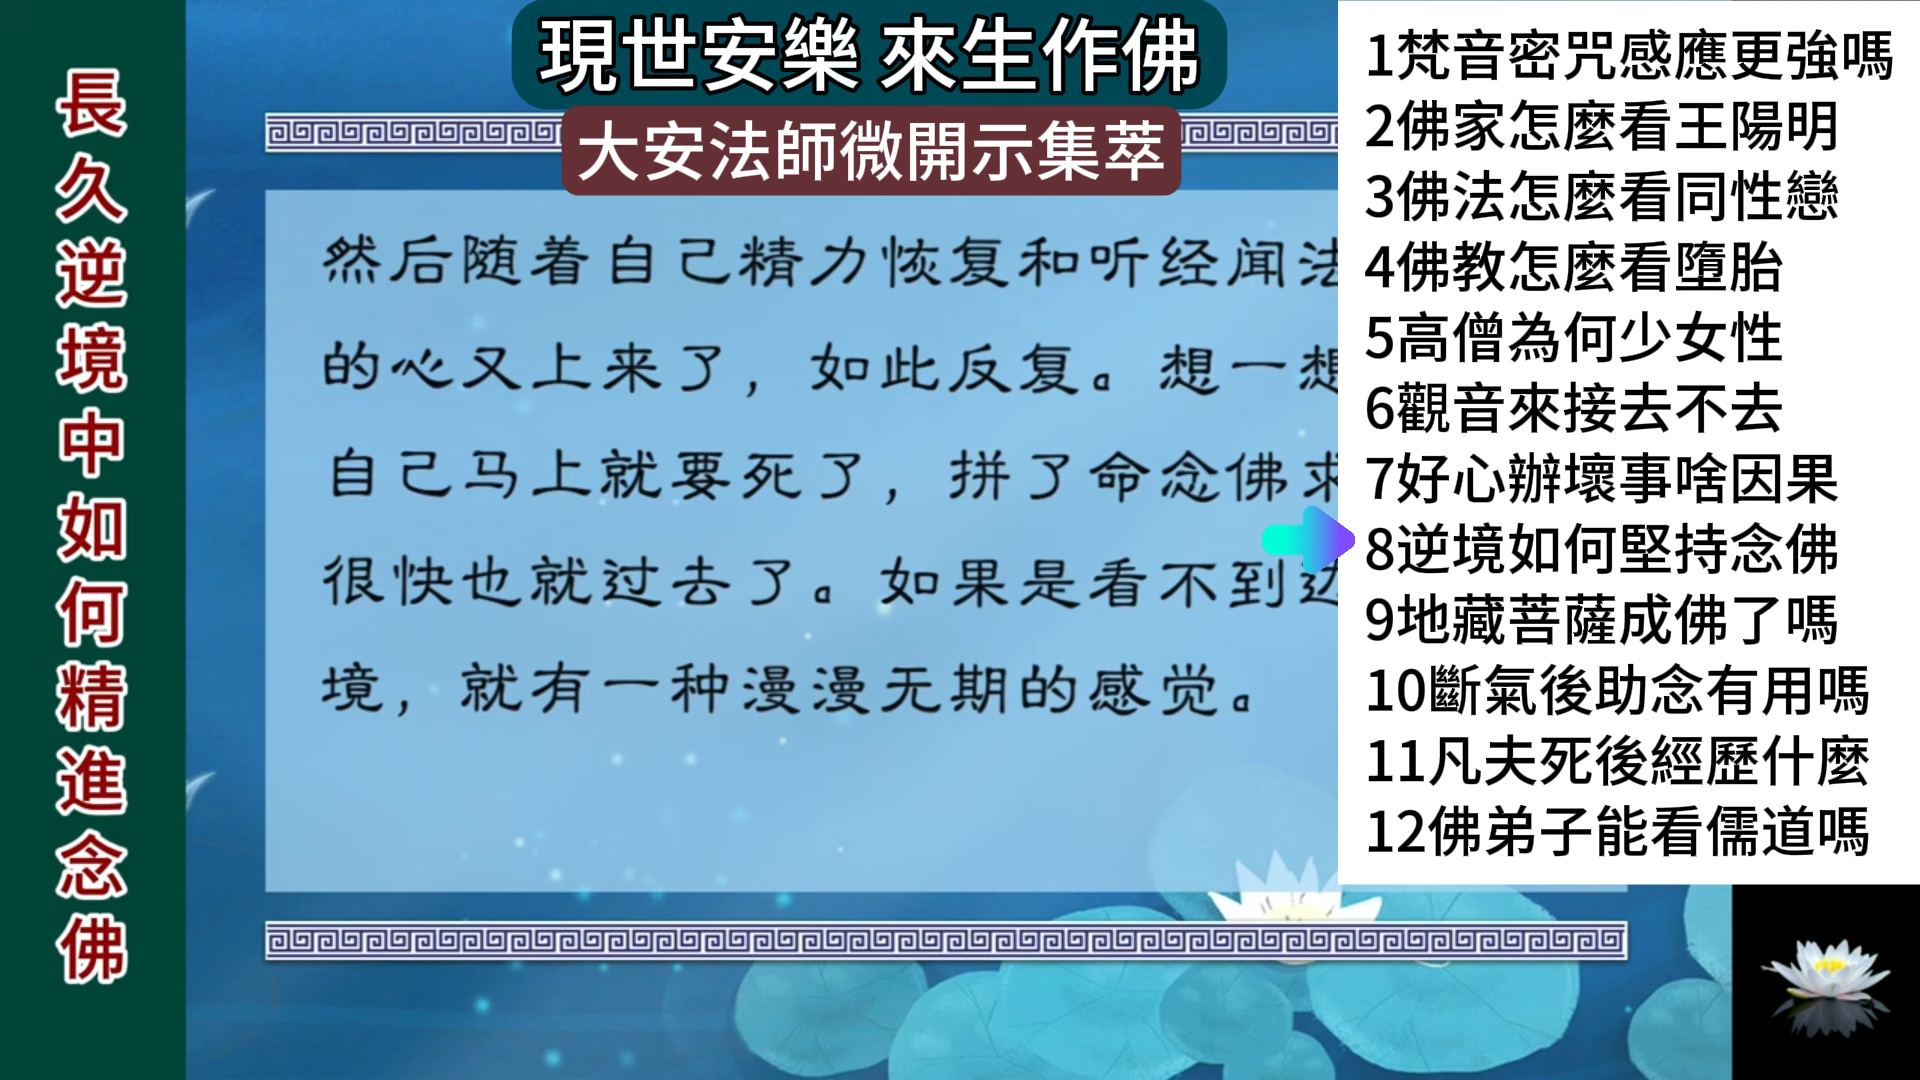 現世安樂 來生作佛
大安法師微開示集萃
長久逆境中如何精進念佛
然后随着自己精力恢复和听经闻法
的心又上来了，如此反复。想一想
自己马上就要死了，拼了命念佛求
很快也就过去了。如果是看不到边
境，就有一种漫漫无期的感觉。
1梵音密咒感應更強嗎
2佛家怎麼看王陽明
3佛法怎麼看同性戀
4佛教怎麼看墮胎
5高僧為何少女性
6觀音來接去不去
7好心辦壞事啥因果
8逆境如何堅持念佛
9地藏菩薩成佛了嗎
10斷氣後助念有用嗎
11凡夫死後經歷什麼
12佛弟子能看儒道嗎